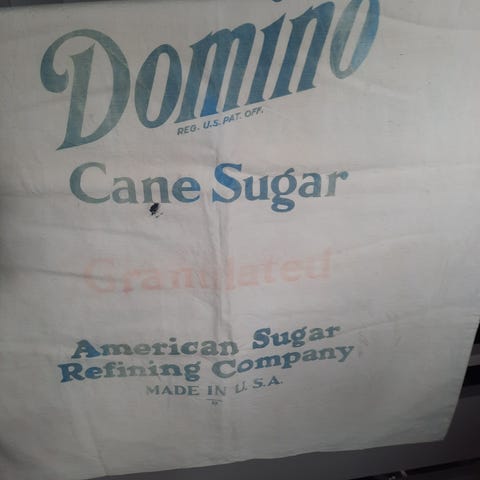 Domino
REG. U.S. PAT. OFF.
Cane Sugar
Granulated
American Sugar
Refining Company
MADE IN U.S.A.